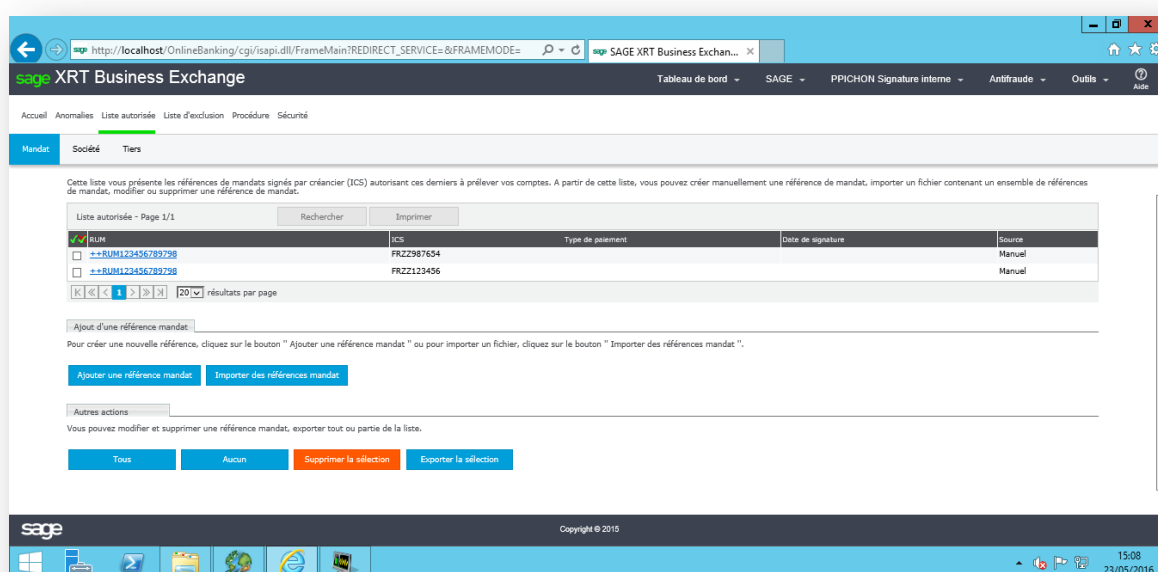 http://localhost/OnlineBanking/cgi/isapi.dll/FrameMain?REDIRECT_SERVICE=&FRAMEMODE=
sage SAGE XRT Business Exchan...
sage XRT Business Exchange
Tableau de bord SAGE PPICHON Signature interne Antifraude Outils Aide
Accueil Anomalies Liste autorisée Liste d'exclusion Procédure Sécurité
Mandat Société Tiers
Cette liste vous présente les références de mandats signés par créancier (ICS) autorisant ces derniers à prélever vos comptes. A partir de cette liste, vous pouvez créer manuellement une référence de mandat, importer un fichier contenant un ensemble de références
de mandat, modifier ou supprimer une référence de mandat.
Liste autorisée - Page 1/1 Rechercher Imprimer
RUM ICS Type de paiement Date de signature Source
++RUM123456789798 FRZZ987654 Manuel
++RUM123456789798 FRZZ123456 Manuel
1 20 résultats par page
Ajout d'une référence mandat
Pour créer une nouvelle référence, cliquez sur le bouton " Ajouter une référence mandat " ou pour importer un fichier, cliquez sur le bouton " Importer des références mandat ".
Ajouter une référence mandat Importer des références mandat
Autres actions
Vous pouvez modifier et supprimer une référence mandat, exporter tout ou partie de la liste.
Tous Aucun Supprimer la sélection Exporter la sélection
sage Copyright © 2015
15:08
23/05/2016